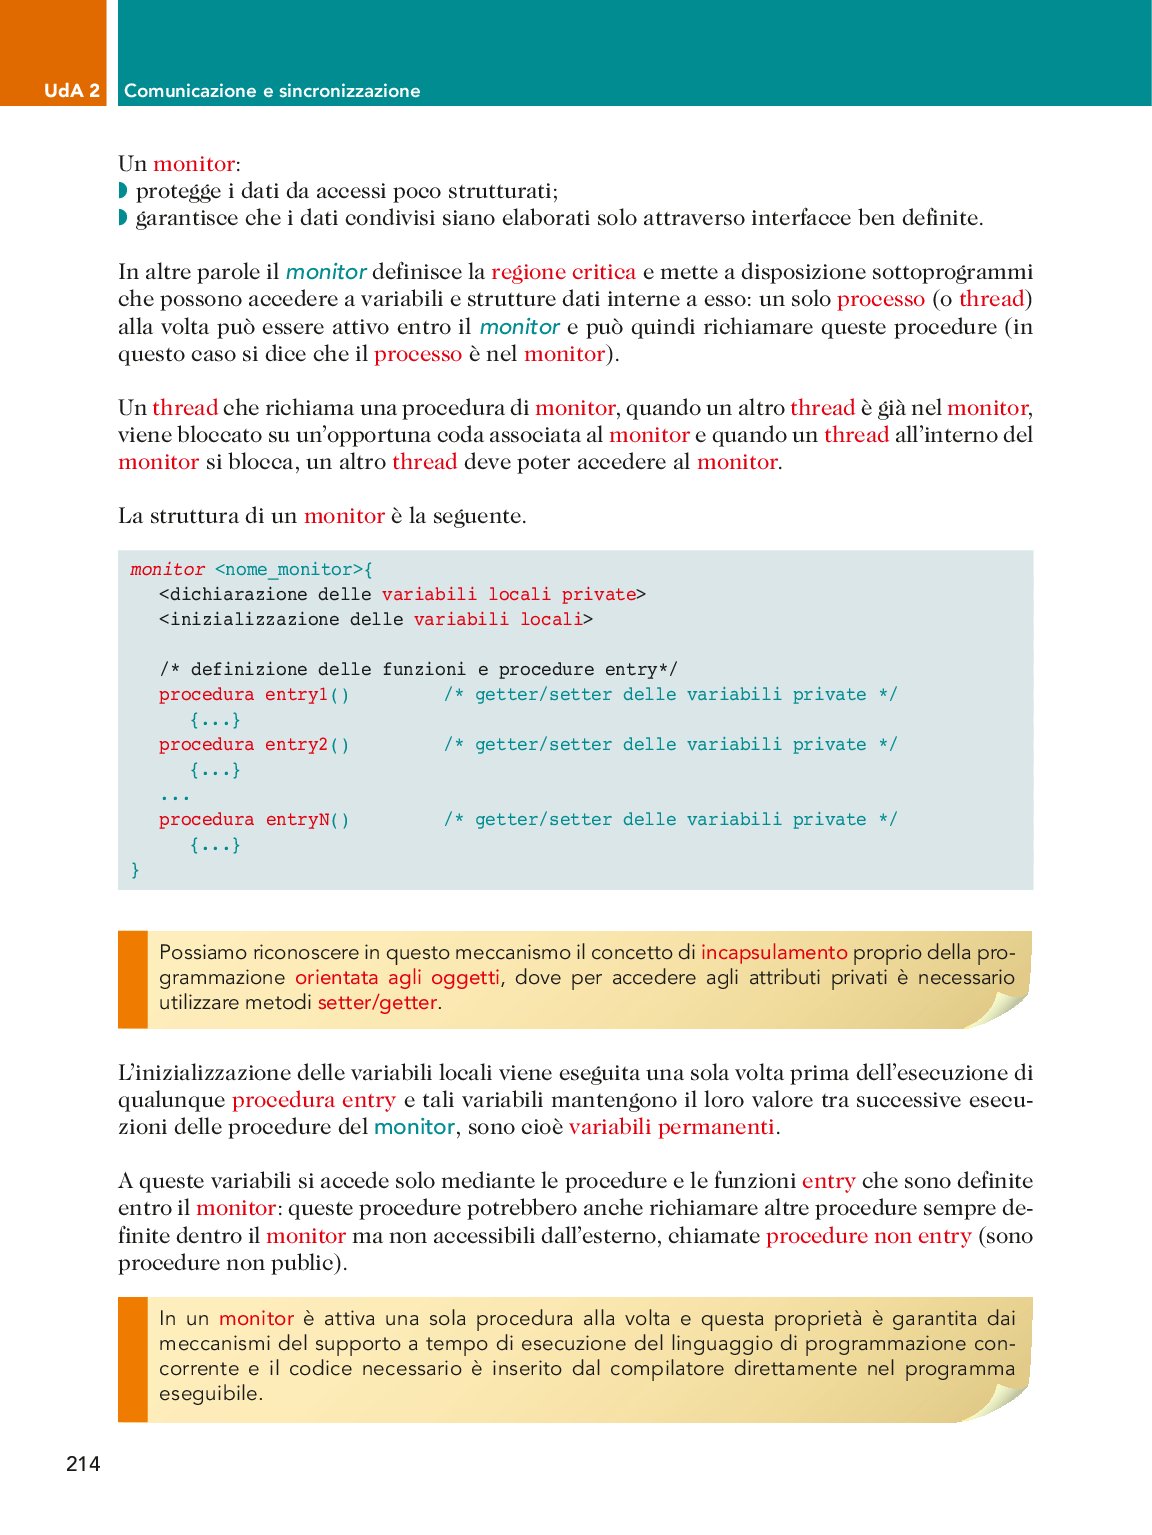 UdA 2 Comunicazione e sincronizzazione
Un monitor:
◗ protegge i dati da accessi poco strutturati;
◗ garantisce che i dati condivisi siano elaborati solo attraverso interfacce ben definite.
In altre parole il monitor definisce la regione critica e mette a disposizione sottoprogrammi
che possono accedere a variabili e strutture dati interne a esso: un solo processo (o thread)
alla volta può essere attivo entro il monitor e può quindi richiamare queste procedure (in
questo caso si dice che il processo è nel monitor).
Un thread che richiama una procedura di monitor, quando un altro thread è già nel monitor,
viene bloccato su un'opportuna coda associata al monitor e quando un thread all'interno del
monitor si blocca, un altro thread deve poter accedere al monitor.
La struttura di un monitor è la seguente.
monitor <nome_monitor>{
<dichiarazione delle variabili locali private>
<inizializzazione delle variabili locali>
/* definizione delle funzioni e procedure entry*/
procedura entry1() /* getter/setter delle variabili private */
{...}
procedura entry2() /* getter/setter delle variabili private */
{...}
...
procedura entryN() /* getter/setter delle variabili private */
{...}
}
Possiamo riconoscere in questo meccanismo il concetto di incapsulamento proprio della pro-
grammazione orientata agli oggetti, dove per accedere agli attributi privati è necessario
utilizzare metodi setter/getter.
L'inizializzazione delle variabili locali viene eseguita una sola volta prima dell'esecuzione di
qualunque procedura entry e tali variabili mantengono il loro valore tra successive esecu-
zioni delle procedure del monitor, sono cioè variabili permanenti.
A queste variabili si accede solo mediante le procedure e le funzioni entry che sono definite
entro il monitor: queste procedure potrebbero anche richiamare altre procedure sempre de-
finite dentro il monitor ma non accessibili dall'esterno, chiamate procedure non entry (sono
procedure non public).
In un monitor è attiva una sola procedura alla volta e questa proprietà è garantita dai
meccanismi del supporto a tempo di esecuzione del linguaggio di programmazione con-
corrente e il codice necessario è inserito dal compilatore direttamente nel programma
eseguibile.
214